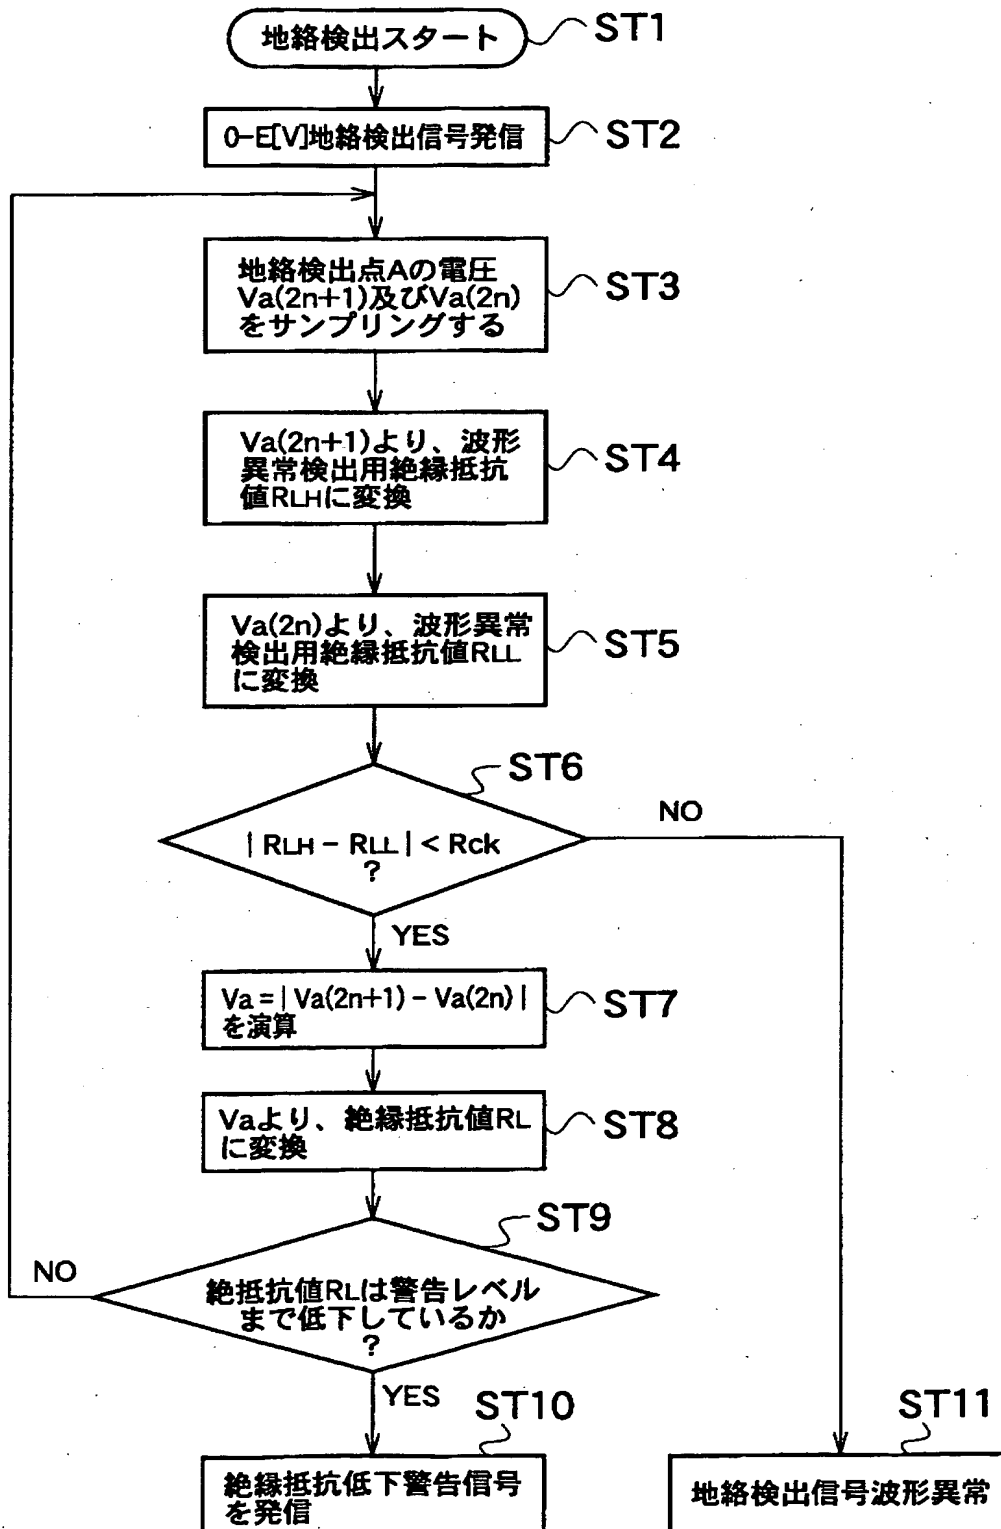 地絡検出スタート
ST1
0-E[V]地絡検出信号発信
ST2
地絡検出点Aの電圧
Va(2n+1)及びVa(2n)
をサンプリングする
ST3
Va(2n+1)より、波形
異常検出用絶縁抵抗
値RLHに変換
ST4
Va(2n)より、波形異常
検出用絶縁抵抗値RLL
に変換
ST5
ST6
NO
| RLH - RLL | < Rck
?
YES
Va = | Va(2n+1) - Va(2n) |
を演算
ST7
Vaより、絶縁抵抗値RL
に変換
ST8
ST9
NO
絶抵抗値RLは警告レベル
まで低下しているか
?
YES
ST10
ST11
絶縁抵抗低下警告信号
を発信
地絡検出信号波形異常